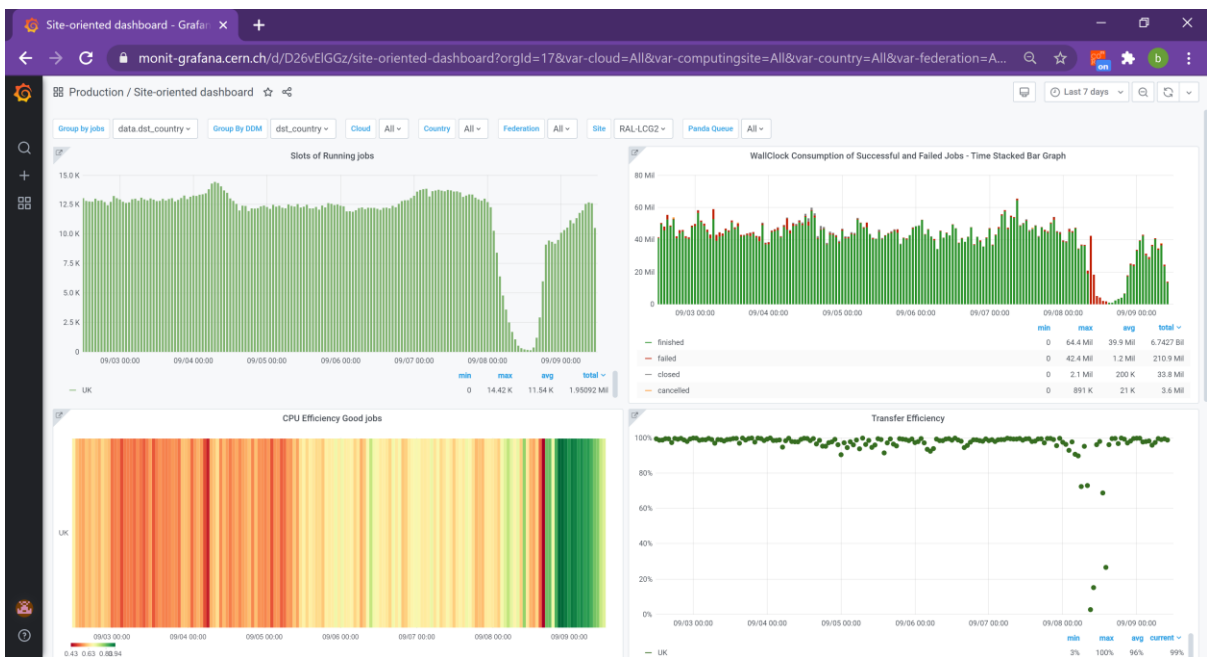 Site-oriented dashboard - Grafan
monit-grafana.cern.ch/d/D26vElGGz/site-oriented-dashboard?orgId=17&var-cloud=All&var-computingsite=All&var-country=All&var-federation=A...
on
b
Production / Site-oriented dashboard
Last 7 days
Group by jobs data.dst_country Group By DDM dst_country Cloud All Country All Federation All Site RAL-LCG2 Panda Queue All
Slots of Running jobs
15.0 K
12.5 K
10.0 K
7.5 K
5.0 K
2.5 K
0
09/03 00:00 09/04 00:00 09/05 00:00 09/06 00:00 09/07 00:00 09/08 00:00 09/09 00:00
min max avg total
UK 0 14.42 K 11.54 K 1.95092 Mil
WallClock Consumption of Successful and Failed Jobs - Time Stacked Bar Graph
80 Mil
60 Mil
40 Mil
20 Mil
0
09/03 00:00 09/04 00:00 09/05 00:00 09/06 00:00 09/07 00:00 09/08 00:00 09/09 00:00
min max avg total
finished 0 64.4 Mil 39.9 Mil 6.7427 Bil
failed 0 42.4 Mil 1.2 Mil 210.9 Mil
closed 0 2.1 Mil 200 K 33.8 Mil
cancelled 0 891 K 21 K 3.6 Mil
CPU Efficiency Good jobs
UK
09/03 00:00 09/04 00:00 09/05 00:00 09/06 00:00 09/07 00:00 09/08 00:00 09/09 00:00
0.43 0.63 0.94
Transfer Efficiency
100%
80%
60%
40%
20%
0%
09/03 00:00 09/04 00:00 09/05 00:00 09/06 00:00 09/07 00:00 09/08 00:00 09/09 00:00
min max avg current
UK 3% 100% 96% 99%